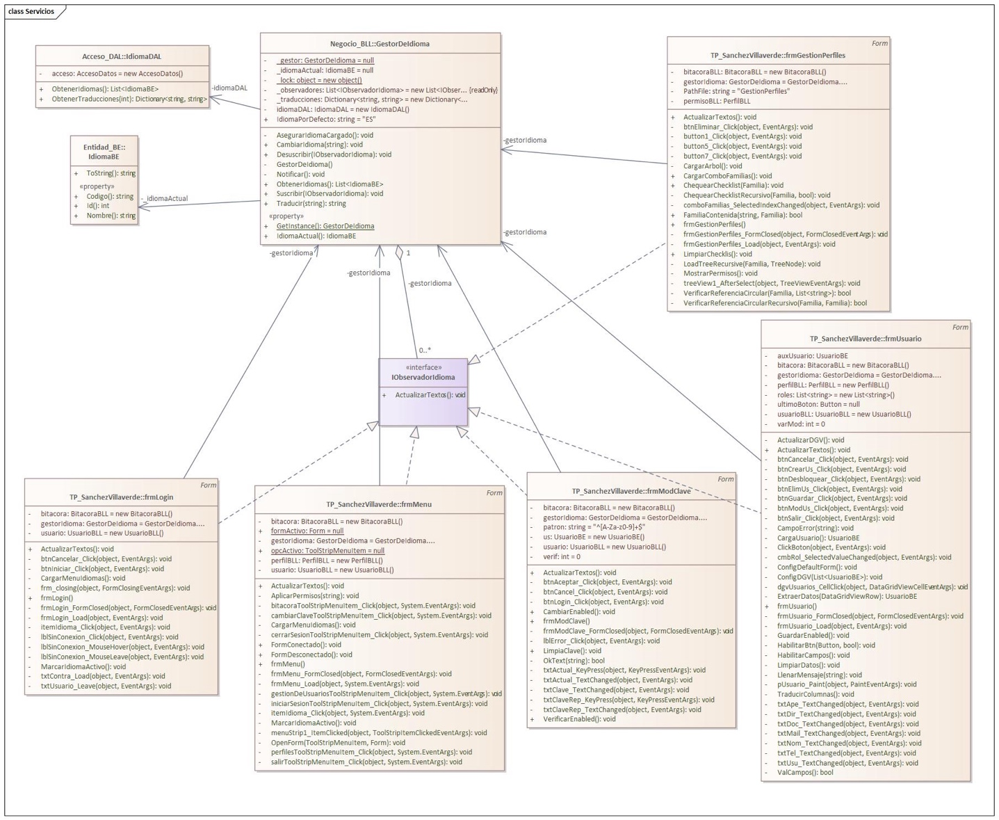 class Servicios
Acceso_DAL::IdiomaDAL
- acceso: AccesoDatos = new AccesoDatos()
+ ObtenerIdiomas(): List<IdiomaBE>
+ ObtenerTraducciones(int): Dictionary<string, string>
-idiomaDAL
Entidad_BE::
IdiomaBE
+ ToString(): string
«property»
+ Codigo(): string
+ Id(): int
+ Nombre(): string
-_idiomaActual
Negocio_BLL::GestorDeIdioma
- _gestor: GestorDeIdioma = null
- _idiomaActual: IdiomaBE = null
- _lock: object = new object()
- _observadores: List<IObservadorIdioma> = new List<IObser... {readOnly}
- _traducciones: Dictionary<string, string> = new Dictionary<...
- idiomaDAL: IdiomaDAL = new IdiomaDAL()
+ IdiomaPorDefecto: string = "ES"
- AsegurarIdiomaCargado(): void
+ CambiarIdioma(string): void
+ Desuscribir(IObservadorIdioma): void
- GestorDeIdioma()
- Notificar(): void
+ ObtenerIdiomas(): List<IdiomaBE>
+ Suscribir(IObservadorIdioma): void
+ Traducir(string): string
«property»
+ GetInstance(): GestorDeIdioma
+ IdiomaActual(): IdiomaBE
-gestorIdioma
-gestorIdioma
-gestorIdioma
-gestorIdioma
1
-gestorIdioma
0..*
Form
TP_SanchezVillaverde::frmGestionPerfiles
- bitacoraBLL: BitacoraBLL = new BitacoraBLL()
- gestorIdioma: GestorDeIdioma = GestorDeIdioma....
- PathFile: string = "GestionPerfiles"
- permisoBLL: PerfilBLL
+ ActualizarTextos(): void
- btnEliminar_Click(object, EventArgs): void
- button1_Click(object, EventArgs): void
- button5_Click(object, EventArgs): void
- button7_Click(object, EventArgs): void
- CargarArbol(): void
+ CargarComboFamilias(): void
+ ChequearChecklist(Familia): void
- ChequearChecklistRecursivo(Familia, bool): void
- comboFamilias_SelectedIndexChanged(object, EventArgs): void
+ FamiliaContenida(string, Familia): bool
+ frmGestionPerfiles()
- frmGestionPerfiles_FormClosed(object, FormClosedEventArgs): void
- frmGestionPerfiles_Load(object, EventArgs): void
+ LimpiarChecklis(): void
- LoadTreeRecursive(Familia, TreeNode): void
- MostrarPermisos(): void
- treeView1_AfterSelect(object, TreeViewEventArgs): void
- VerificarReferenciaCircular(Familia, List<string>): bool
- VerificarReferenciaCircularRecursivo(Familia, Familia): bool
«interface»
IObservadorIdioma
+ ActualizarTextos(): void
Form
TP_SanchezVillaverde::frmUsuario
- auxUsuario: UsuarioBE
- bitacora: BitacoraBLL = new BitacoraBLL()
- gestorIdioma: GestorDeIdioma = GestorDeIdioma....
- perfilBLL: PerfilBLL = new PerfilBLL()
- roles: List<string> = new List<string>()
- ultimoBoton: Button = null
- usuarioBLL: UsuarioBLL = new UsuarioBLL()
- varMod: int = 0
- ActualizarDGV(): void
+ ActualizarTextos(): void
- btnCancelar_Click(object, EventArgs): void
- btnCrearUs_Click(object, EventArgs): void
- btnDesbloquear_Click(object, EventArgs): void
- btnElimUs_Click(object, EventArgs): void
- btnGuardar_Click(object, EventArgs): void
- btnModUs_Click(object, EventArgs): void
- btnSalir_Click(object, EventArgs): void
- CampoError(string): void
- CargaUsuario(): UsuarioBE
- ClickBoton(object, EventArgs): void
- cmbRol_SelectedValueChanged(object, EventArgs): void
- ConfigDefaultForm(): void
- ConfigDGV(List<UsuarioBE>): void
- dgvUsuarios_CellClick(object, DataGridViewCellEventArgs): void
- ExtraerDatos(DataGridViewRow): UsuarioBE
+ frmUsuario()
- frmUsuario_FormClosed(object, FormClosedEventArgs): void
- frmUsuario_Load(object, EventArgs): void
- GuardarEnabled(): void
- HabilitarBtn(Button, bool): void
- HabilitarCampos(): void
- LimpiarDatos(): void
- LlenarMensaje(string): void
- pUsuario_Paint(object, PaintEventArgs): void
- TraducirColumnas(): void
- txtApe_TextChanged(object, EventArgs): void
- txtDir_TextChanged(object, EventArgs): void
- txtDoc_TextChanged(object, EventArgs): void
- txtMail_TextChanged(object, EventArgs): void
- txtNom_TextChanged(object, EventArgs): void
- txtTel_TextChanged(object, EventArgs): void
- txtUsu_TextChanged(object, EventArgs): void
- ValCampos(): bool
Form
TP_SanchezVillaverde::frmLogin
- bitacora: BitacoraBLL = new BitacoraBLL()
- gestorIdioma: GestorDeIdioma = GestorDeIdioma....
- usuario: UsuarioBLL = new UsuarioBLL()
+ ActualizarTextos(): void
- btnCancelar_Click(object, EventArgs): void
- btnIniciar_Click(object, EventArgs): void
- CargarMenuIdiomas(): void
- frm_closing(object, FormClosingEventArgs): void
+ frmLogin()
- frmLogin_FormClosed(object, FormClosedEventArgs): void
- frmLogin_Load(object, EventArgs): void
- itemIdioma_Click(object, EventArgs): void
- lblSinConexion_Click(object, EventArgs): void
- lblSinConexion_MouseHover(object, EventArgs): void
- lblSinConexion_MouseLeave(object, EventArgs): void
- MarcarIdiomaActivo(): void
- txtContra_Load(object, EventArgs): void
- txtUsuario_Leave(object, EventArgs): void
Form
TP_SanchezVillaverde::frmMenu
- bitacora: BitacoraBLL = new BitacoraBLL()
+ formActivo: Form = null
- gestorIdioma: GestorDeIdioma = GestorDeIdioma....
+ opcActivo: ToolStripMenuItem = null
- perfilBLL: PerfilBLL = new PerfilBLL()
- usuario: UsuarioBLL = new UsuarioBLL()
+ ActualizarTextos(): void
- AplicarPermisos(string): void
- bitacoraToolStripMenuItem_Click(object, System.EventArgs): void
- cambiarClaveToolStripMenuItem_Click(object, System.EventArgs): void
- CargarMenuIdiomas(): void
- cerrarSesionToolStripMenuItem_Click(object, System.EventArgs): void
+ FormConectado(): void
+ FormDesconectado(): void
+ frmMenu()
- frmMenu_FormClosed(object, FormClosedEventArgs): void
- frmMenu_Load(object, System.EventArgs): void
- gestionDeUsuariosToolStripMenuItem_Click(object, System.EventArgs): void
- iniciarSesionToolStripMenuItem_Click(object, System.EventArgs): void
- itemIdioma_Click(object, System.EventArgs): void
- MarcarIdiomaActivo(): void
- menuStrip1_ItemClicked(object, ToolStripItemClickedEventArgs): void
- OpenForm(ToolStripMenuItem, Form): void
- perfilesToolStripMenuItem_Click(object, System.EventArgs): void
- salirToolStripMenuItem_Click(object, System.EventArgs): void
Form
TP_SanchezVillaverde::frmModClave
- bitacora: BitacoraBLL = new BitacoraBLL()
- gestorIdioma: GestorDeIdioma = GestorDeIdioma....
- patron: string = "^[A-Za-z0-9]+$"
- us: UsuarioBE = new UsuarioBE()
- usuario: UsuarioBLL = new UsuarioBLL()
- verif: int = 0
+ ActualizarTextos(): void
- btnAceptar_Click(object, EventArgs): void
- btnCancel_Click(object, EventArgs): void
- btnLogin_Click(object, EventArgs): void
+ CambiarEnabled(): void
+ frmModClave()
- frmModClave_FormClosed(object, FormClosedEventArgs): void
- lblError_Click(object, EventArgs): void
+ LimpiaClave(): void
- OkText(string): bool
- txtActual_KeyPress(object, KeyPressEventArgs): void
- txtActual_TextChanged(object, EventArgs): void
- txtClave_TextChanged(object, EventArgs): void
- txtClaveRep_KeyPress(object, KeyPressEventArgs): void
- txtClaveRep_TextChanged(object, EventArgs): void
+ VerificarEnabled(): void